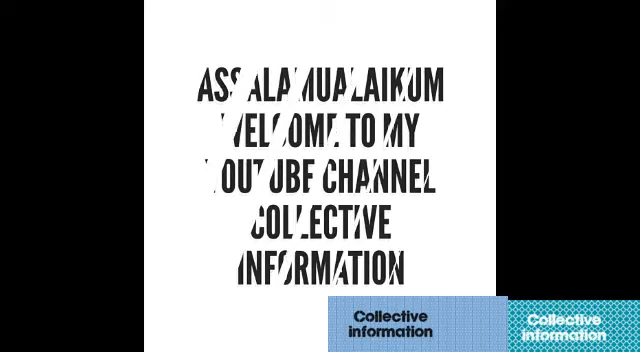 ASSALAMUALAIKUM
WELCOME TO MY
YOUTUBE CHANNEL
COLLECTIVE
INFORMATION
Collective
information
Collective
information